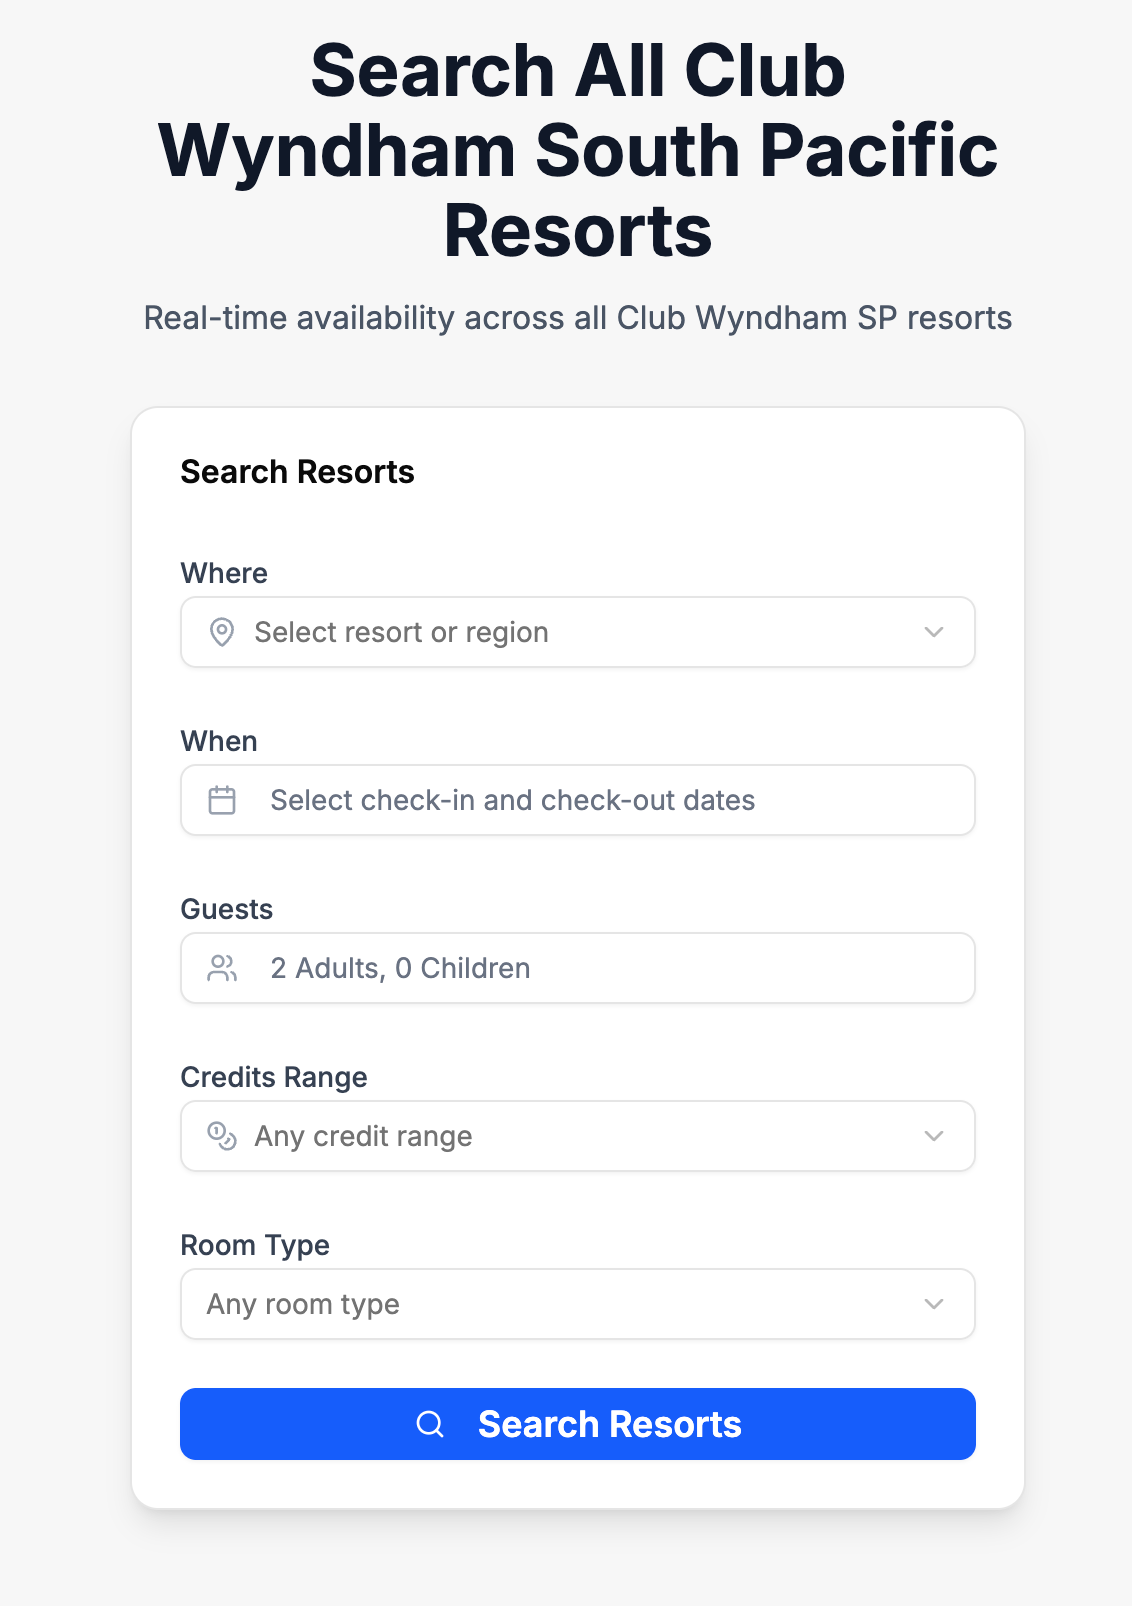 Search All Club
Wyndham South Pacific
Resorts
Real-time availability across all Club Wyndham SP resorts
Search Resorts
Where
Select resort or region
When
Select check-in and check-out dates
Guests
2 Adults, 0 Children
Credits Range
Any credit range
Room Type
Any room type
Search Resorts